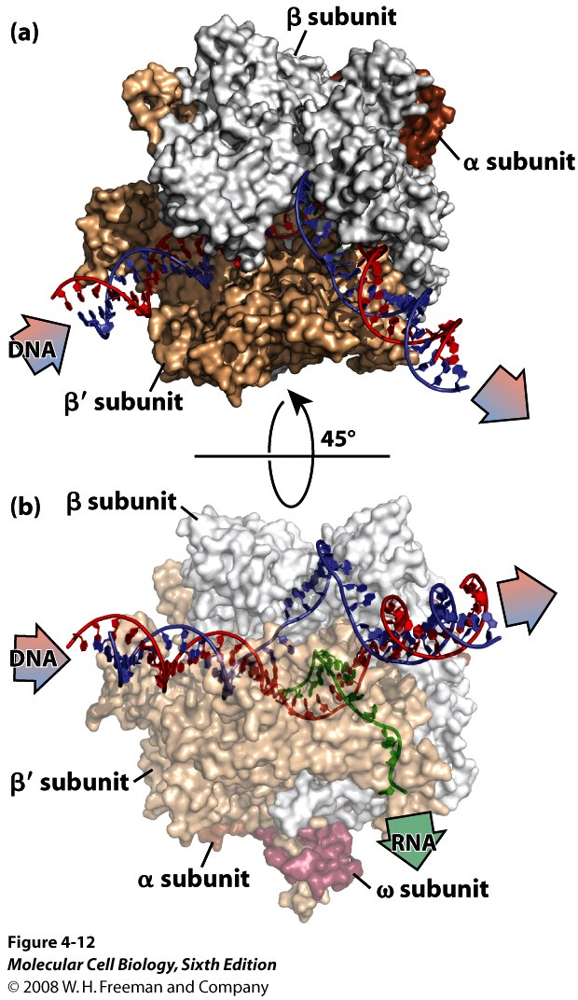 (a)
β subunit
α subunit
DNA
β′ subunit
45°
(b)
β subunit
DNA
β′ subunit
α subunit
RNA
ω subunit
Figure 4-12
Molecular Cell Biology, Sixth Edition
© 2008 W. H. Freeman and Company